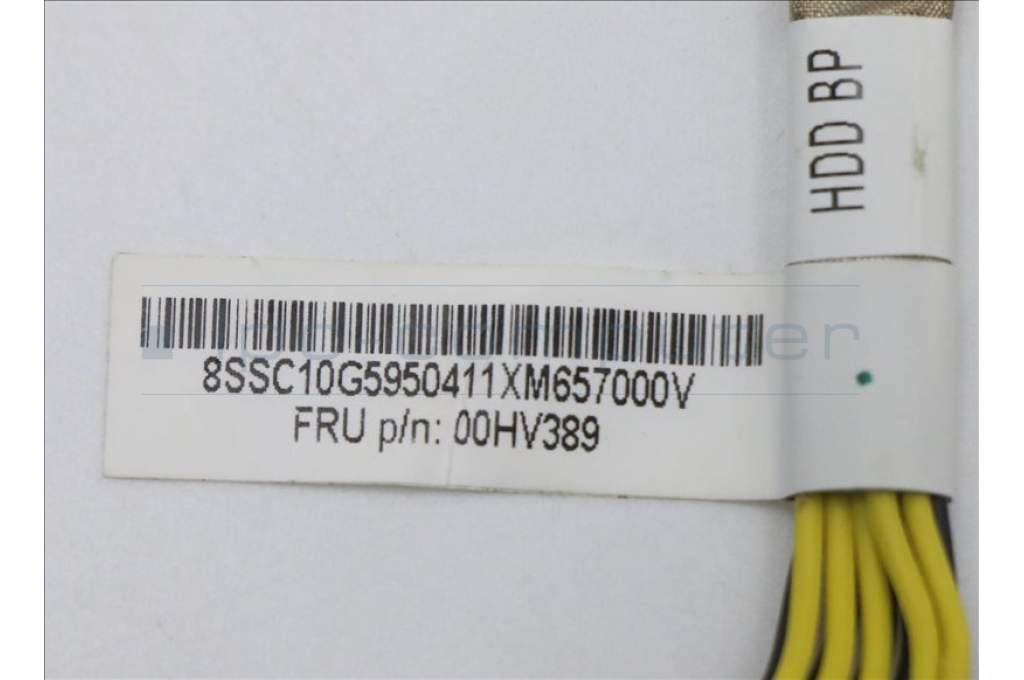 HDD BP
8SSC10G5950411XM657000V
FRU p/n: 00HV389